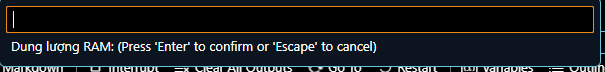 Dung lượng RAM: (Press 'Enter' to confirm or 'Escape' to cancel)
Markdown Interrupt Clear All Outputs Go To Restart Variables Outlin